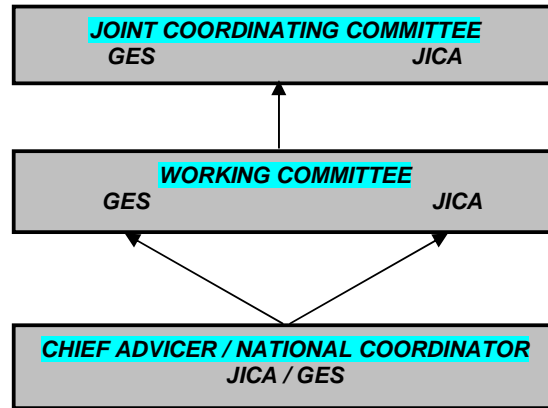 JOINT COORDINATING COMMITTEE
GES JICA
WORKING COMMITTEE
GES JICA
CHIEF ADVICER / NATIONAL COORDINATOR
JICA / GES